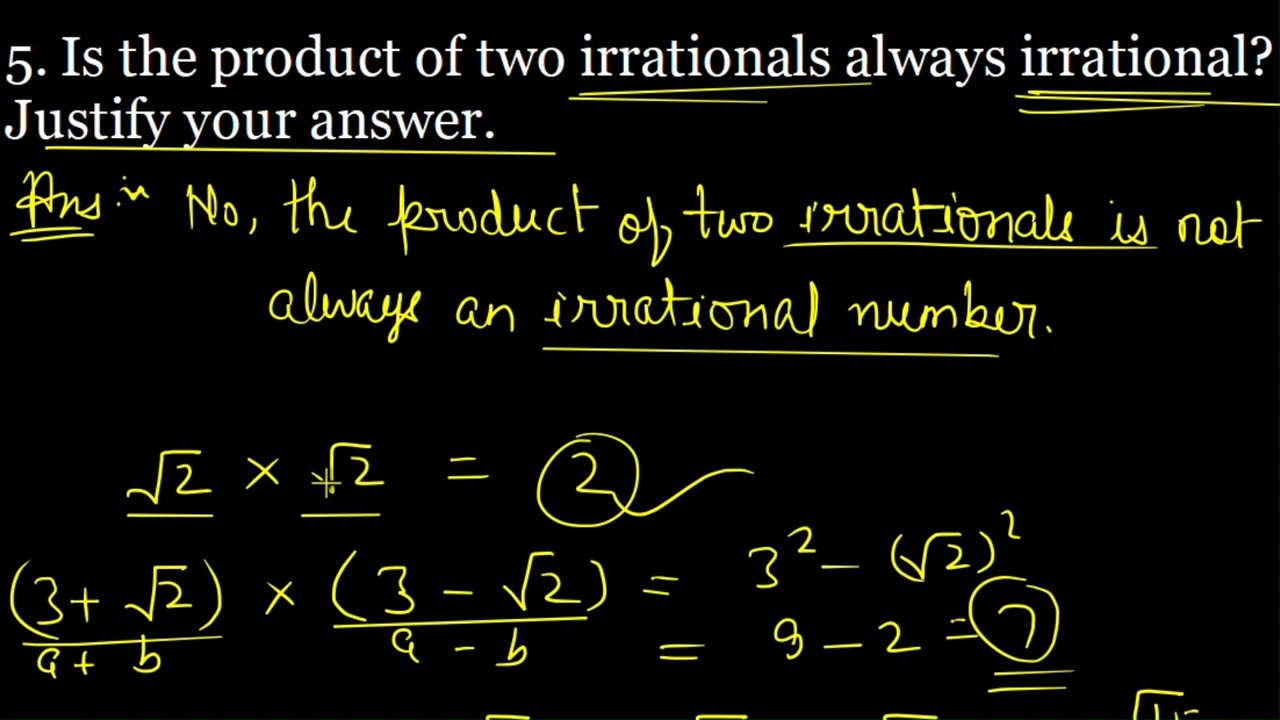 5. Is the product of two irrationals always irrational?
Justify your answer.
Ans :- No, the product of two irrationals is not
always an irrational number.
√2 × √2 = 2
(3 + √2) × (3 - √2) = 3² - (√2)²
a + b a - b = 9 - 2 = 7